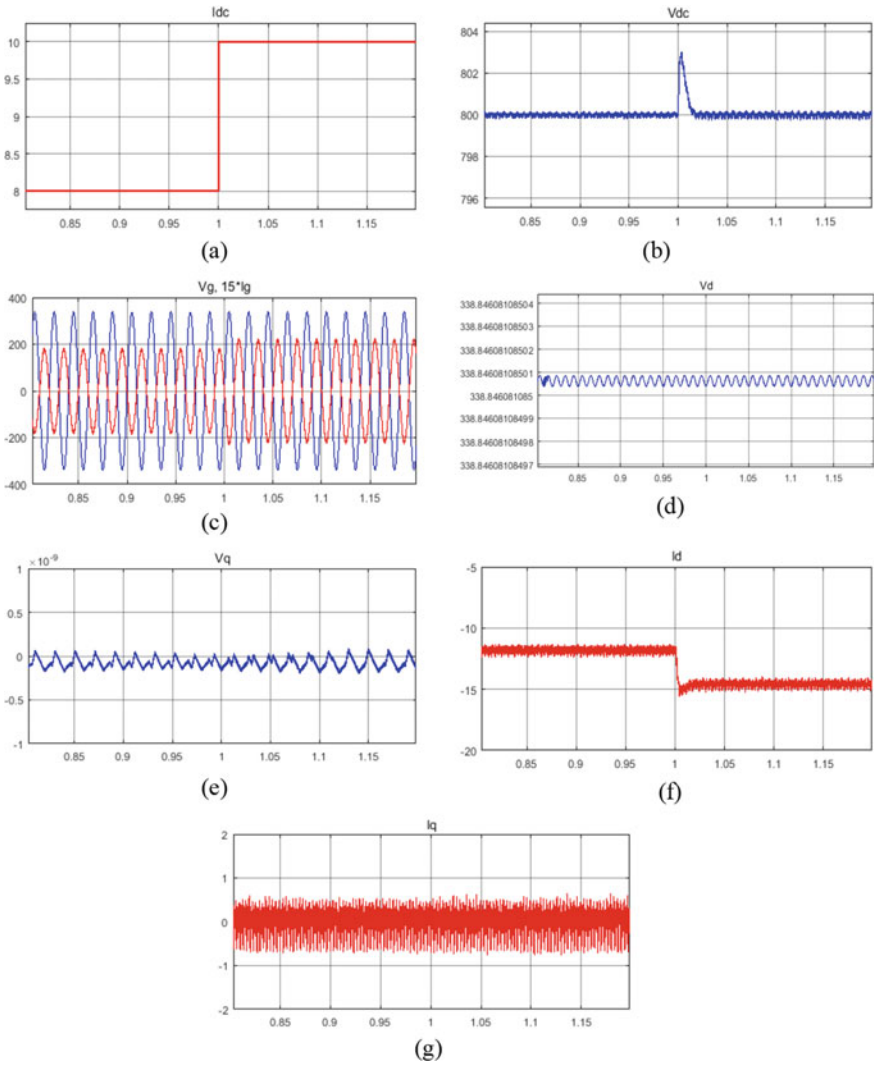 Idc
10
9.5
9
8.5
8
0.85 0.9 0.95 1 1.05 1.1 1.15
(a)
Vdc
804
802
800
798
796
0.85 0.9 0.95 1 1.05 1.1 1.15
(b)
Vg, 15*Ig
400
200
0
-200
-400
0.85 0.9 0.95 1 1.05 1.1 1.15
(c)
Vd
338.84608108504
338.84608108503
338.84608108502
338.84608108501
338.846081085
338.84608108499
338.84608108498
338.84608108497
0.85 0.9 0.95 1 1.05 1.1 1.15
(d)
×10⁻⁹
Vq
1
0.5
0
-0.5
-1
0.85 0.9 0.95 1 1.05 1.1 1.15
(e)
Id
-5
-10
-15
-20
0.85 0.9 0.95 1 1.05 1.1 1.15
(f)
Iq
2
1
0
-1
-2
0.85 0.9 0.95 1 1.05 1.1 1.15
(g)